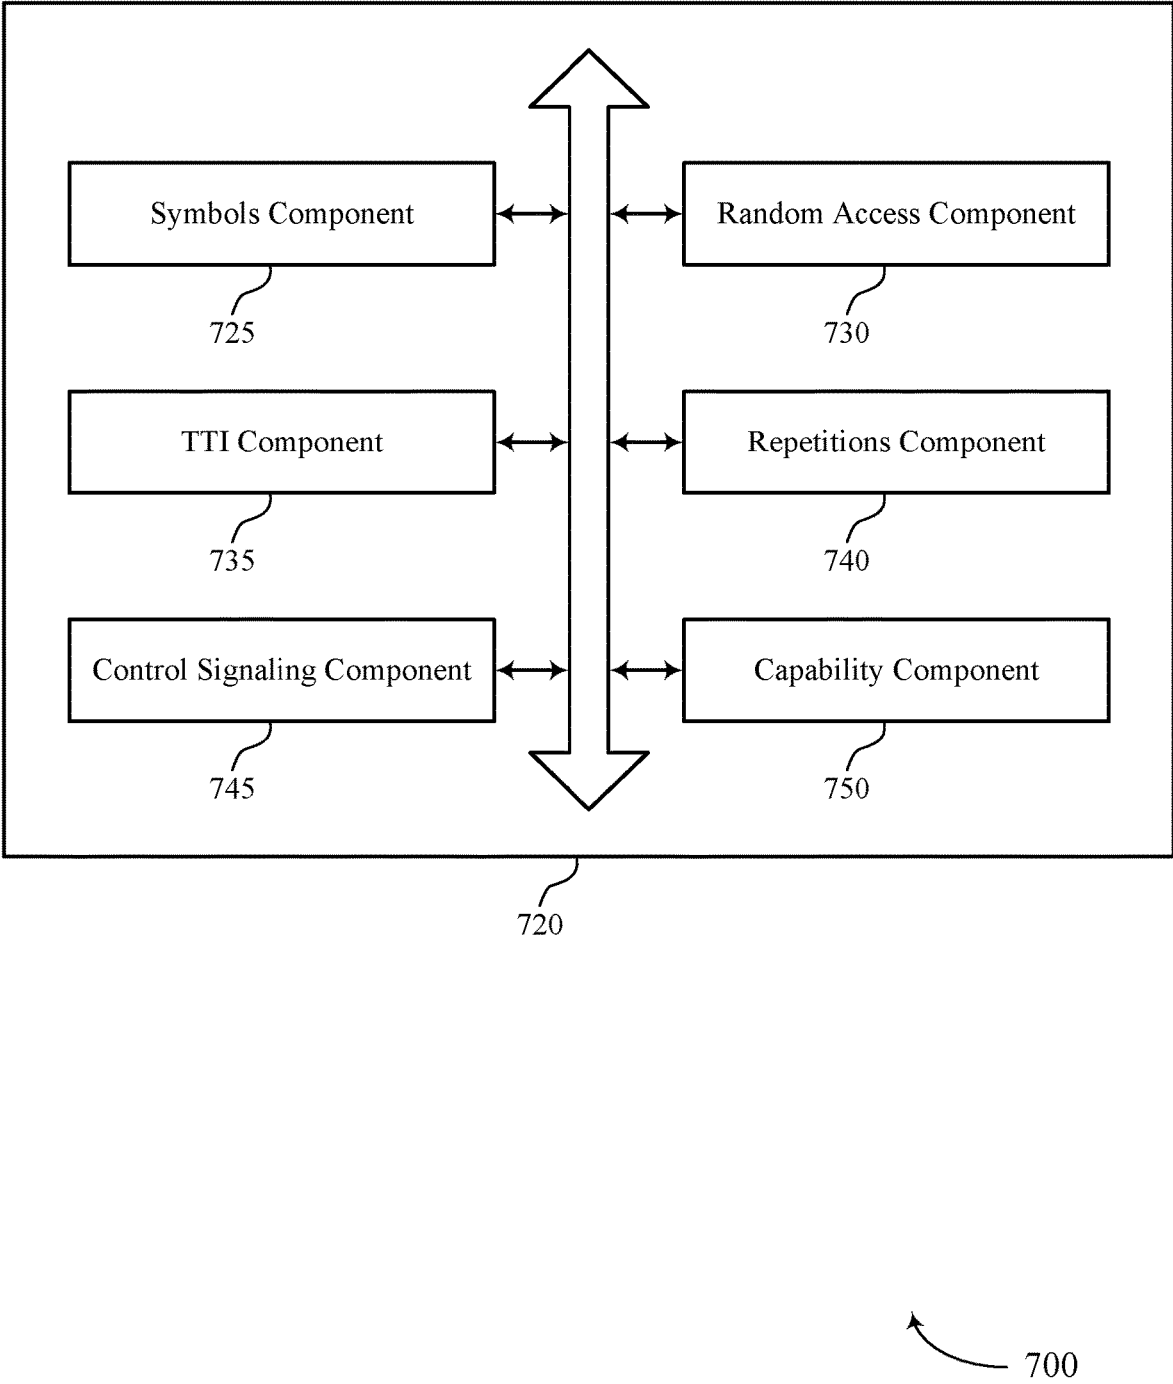 Symbols Component
Random Access Component
725
730
TTI Component
Repetitions Component
735
740
Control Signaling Component
Capability Component
745
750
720
700